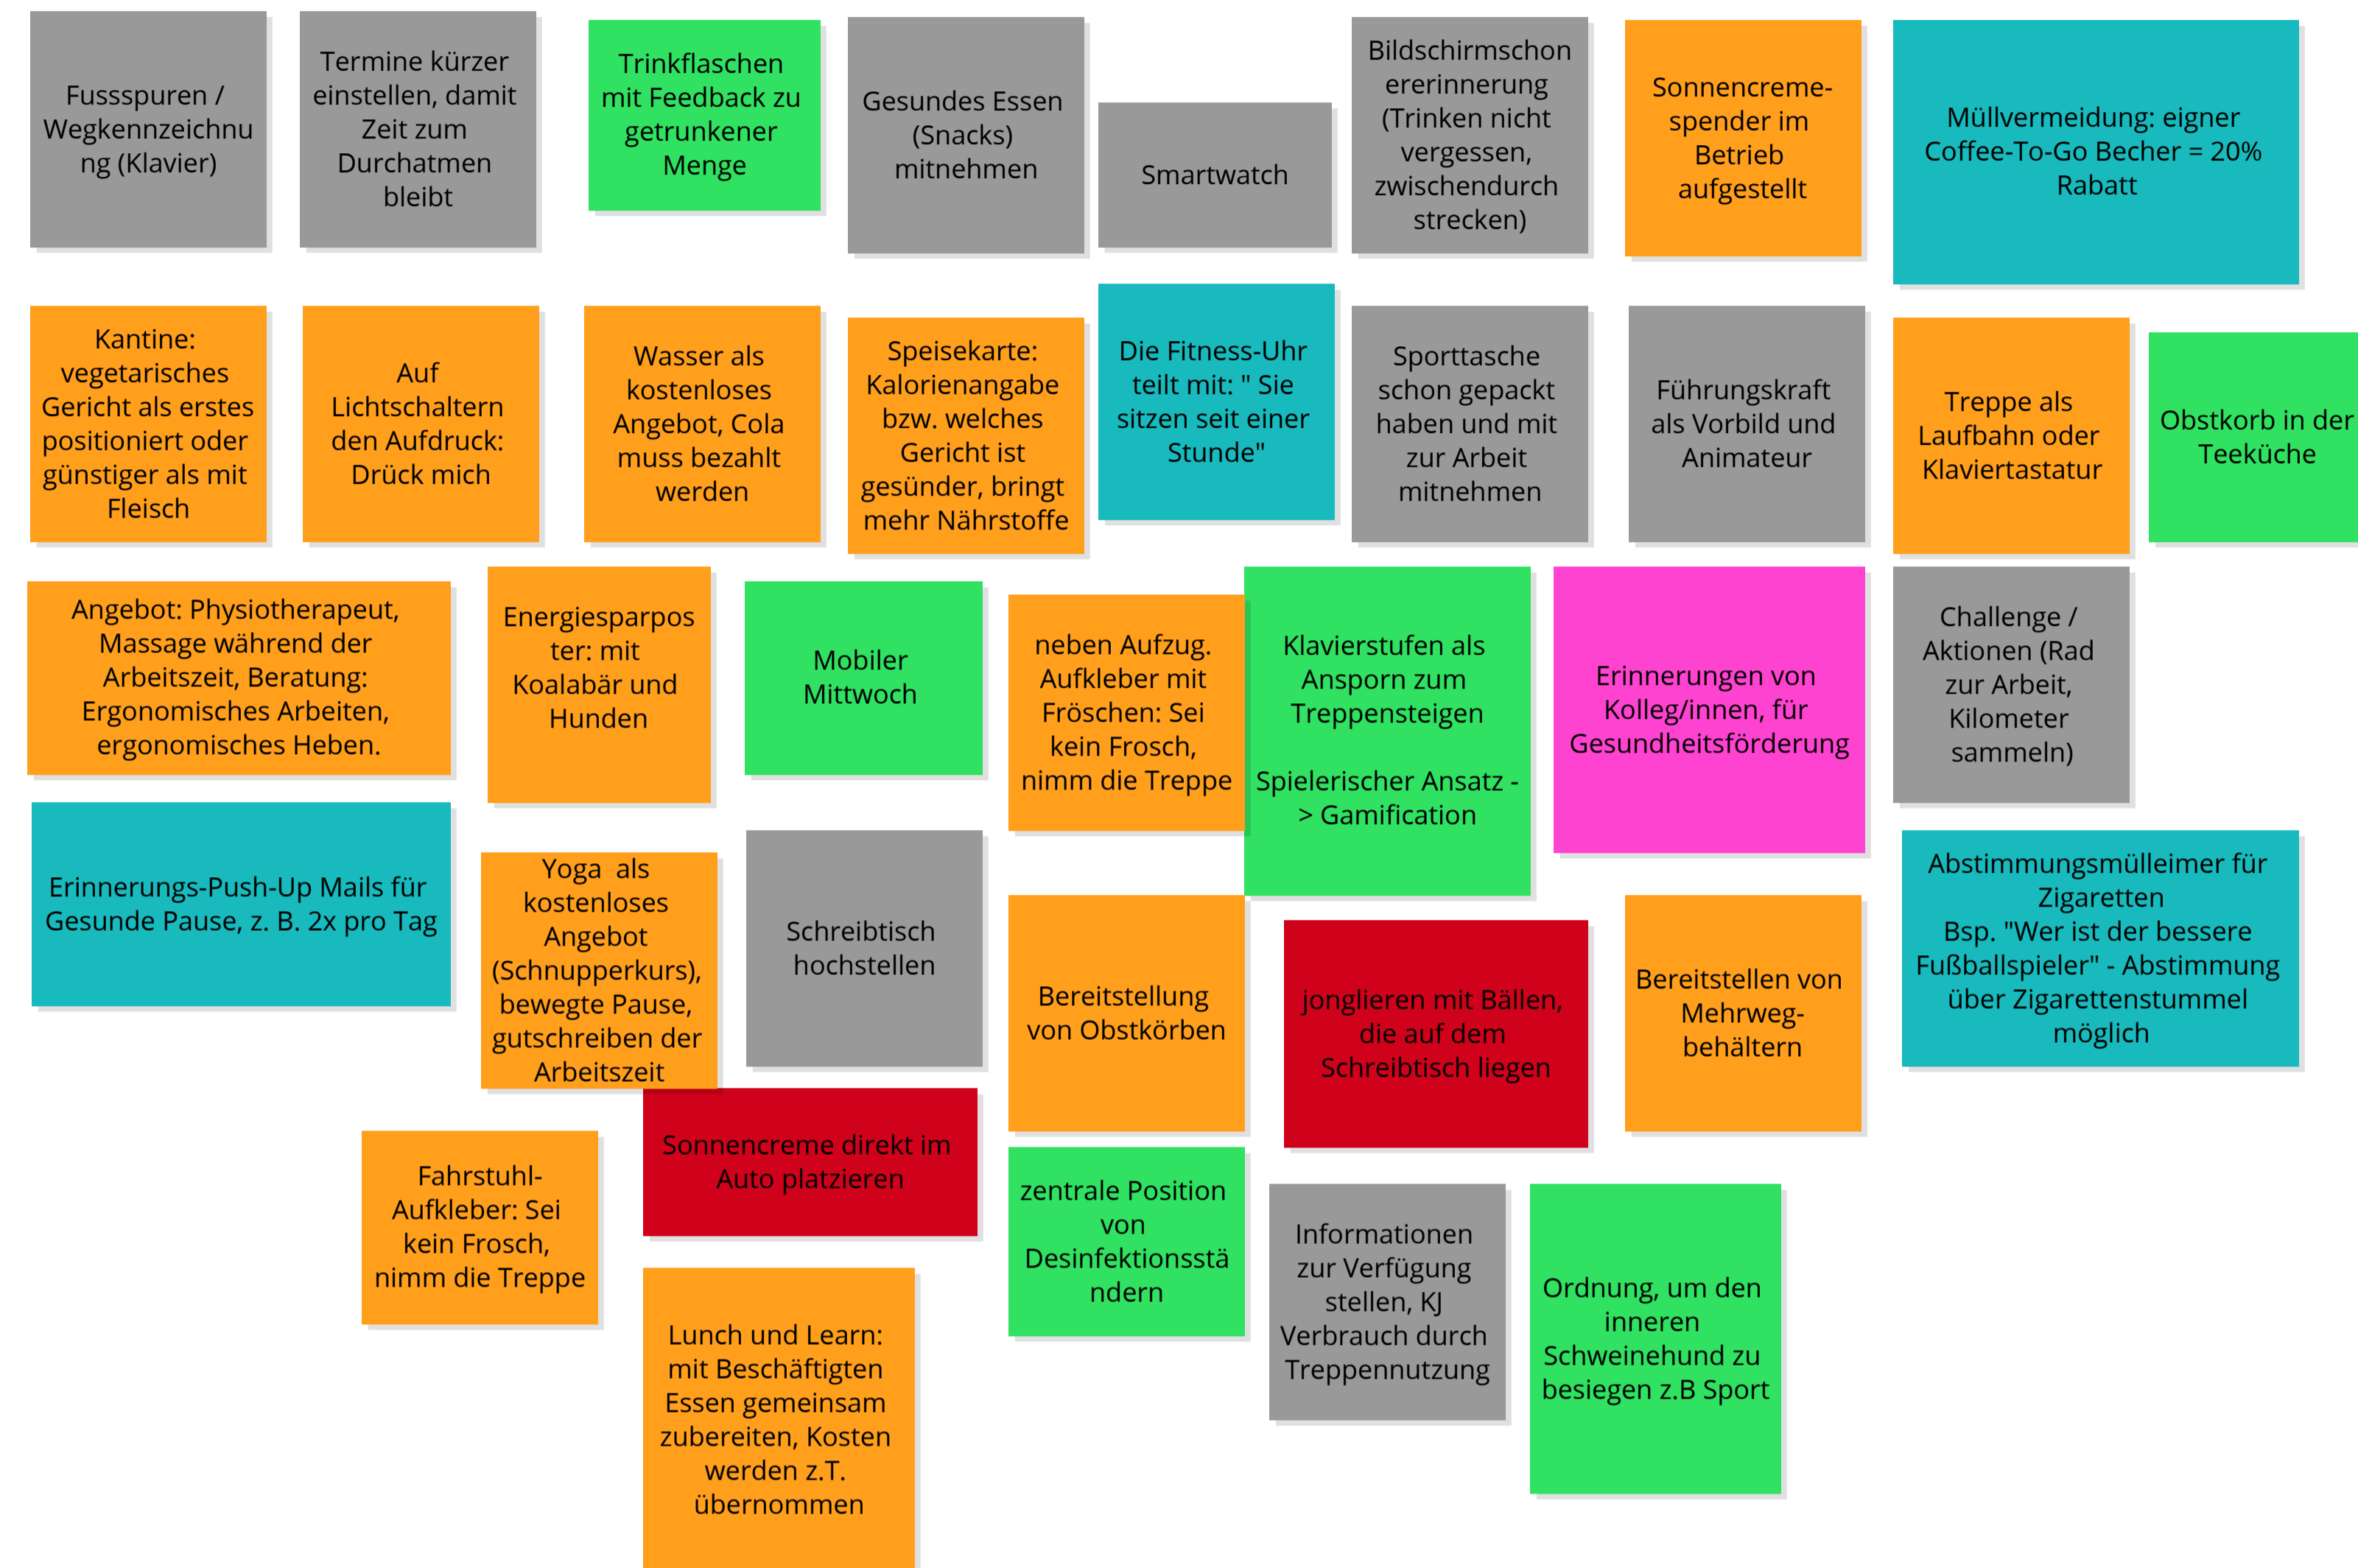 Fussspuren /
Wegkennzeichnu
ng (Klavier)
Termine kürzer
einstellen, damit
Zeit zum
Durchatmen
bleibt
Trinkflaschen
mit Feedback zu
getrunkener
Menge
Gesundes Essen
(Snacks)
mitnehmen
Smartwatch
Bildschirmschon
ererinnerung
(Trinken nicht
vergessen,
zwischendurch
strecken)
Sonnencreme-
spender im
Betrieb
aufgestellt
Müllvermeidung: eigner
Coffee-To-Go Becher = 20%
Rabatt
Kantine:
vegetarisches
Gericht als erstes
positioniert oder
günstiger als mit
Fleisch
Auf
Lichtschaltern
den Aufdruck:
Drück mich
Wasser als
kostenloses
Angebot, Cola
muss bezahlt
werden
Speisekarte:
Kalorienangabe
bzw. welches
Gericht ist
gesünder, bringt
mehr Nährstoffe
Die Fitness-Uhr
teilt mit: " Sie
sitzen seit einer
Stunde"
Sporttasche
schon gepackt
haben und mit
zur Arbeit
mitnehmen
Führungskraft
als Vorbild und
Animateur
Treppe als
Laufbahn oder
Klaviertastatur
Obstkorb in der
Teeküche
Angebot: Physiotherapeut,
Massage während der
Arbeitszeit, Beratung:
Ergonomisches Arbeiten,
ergonomisches Heben.
Energiesparpos
ter: mit
Koalabär und
Hunden
Mobiler
Mittwoch
neben Aufzug.
Aufkleber mit
Fröschen: Sei
kein Frosch,
nimm die Treppe
Klavierstufen als
Ansporn zum
Treppensteigen
Spielerischer Ansatz -
> Gamification
Erinnerungen von
Kolleg/innen, für
Gesundheitsförderung
Challenge /
Aktionen (Rad
zur Arbeit,
Kilometer
sammeln)
Erinnerungs-Push-Up Mails für
Gesunde Pause, z. B. 2x pro Tag
Yoga  als
kostenloses
Angebot
(Schnupperkurs),
bewegte Pause,
gutschreiben der
Arbeitszeit
Schreibtisch
hochstellen
Bereitstellung
von Obstkörben
jonglieren mit Bällen,
die auf dem
Schreibtisch liegen
Bereitstellen von
Mehrweg-
behältern
Abstimmungsmülleimer für
Zigaretten
Bsp. "Wer ist der bessere
Fußballspieler" - Abstimmung
über Zigarettenstummel
möglich
Fahrstuhl-
Aufkleber: Sei
kein Frosch,
nimm die Treppe
Sonnencreme direkt im
Auto platzieren
zentrale Position
von
Desinfektionsstä
ndern
Informationen
zur Verfügung
stellen, KJ
Verbrauch durch
Treppennutzung
Ordnung, um den
inneren
Schweinehund zu
besiegen z.B Sport
Lunch und Learn:
mit Beschäftigten
Essen gemeinsam
zubereiten, Kosten
werden z.T.
übernommen